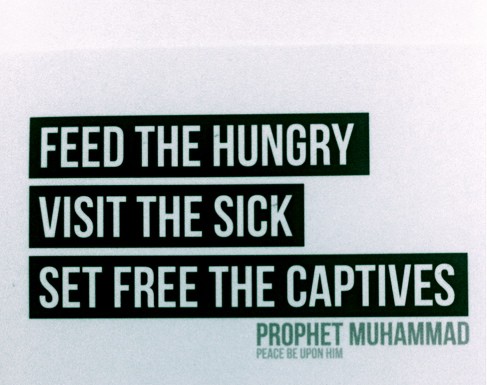 FEED THE HUNGRY
VISIT THE SICK
SET FREE THE CAPTIVES
PROPHET MUHAMMAD
PEACE BE UPON HIM